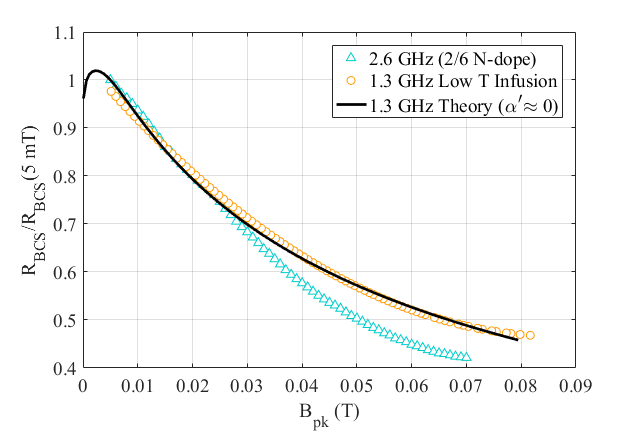 1.1
1
0.9
0.8
0.7
0.6
0.5
0.4
R_BCS/R_BCS(5 mT)
2.6 GHz (2/6 N-dope)
1.3 GHz Low T Infusion
1.3 GHz Theory (α′≈ 0)
0 0.01 0.02 0.03 0.04 0.05 0.06 0.07 0.08 0.09
B_pk (T)